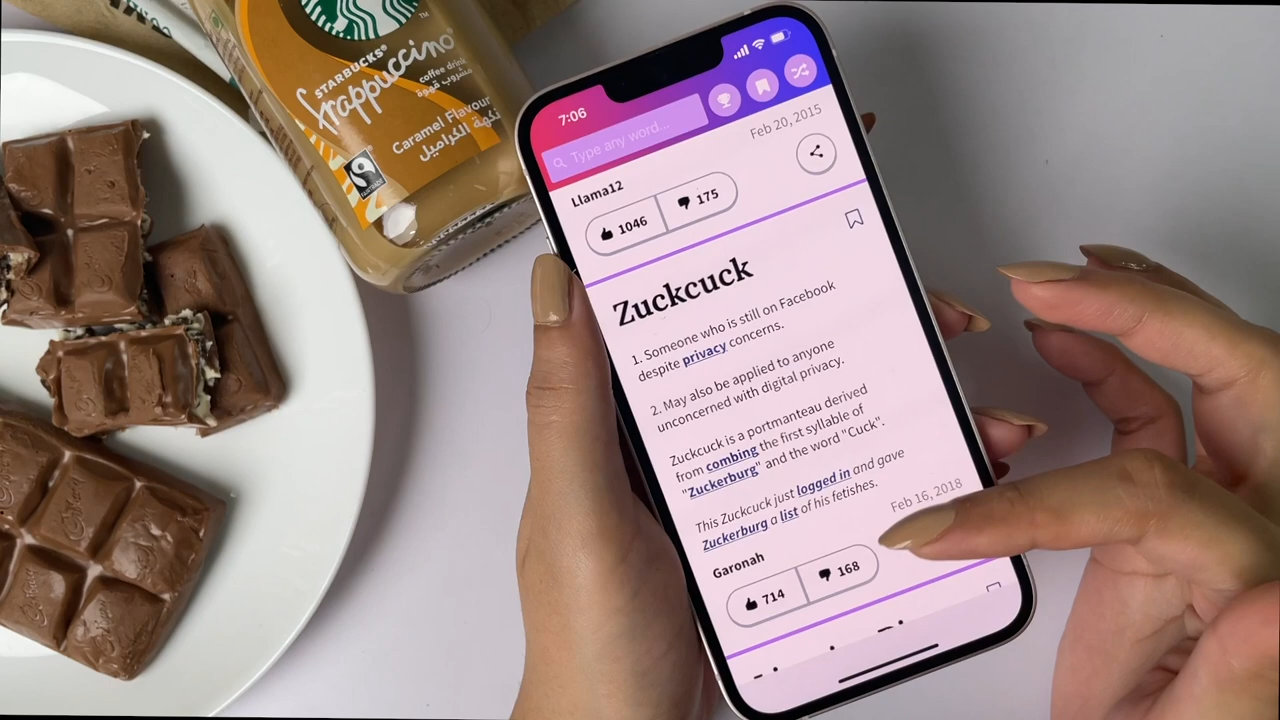 STARBUCKS®
frappuccino®
coffee drink
مشروب قهوة
Caramel Flavour
نكهة الكراميل
FAIRTRADE
TM
7:06
Type any word...
Feb 20, 2015
Llama12
1046
175
Zuckcuck
1. Someone who is still on Facebook
despite privacy concerns.
2. May also be applied to anyone
unconcerned with digital privacy.
Zuckcuck is a portmanteau derived
from combing the first syllable of
"Zuckerburg" and the word "Cuck".
This Zuckcuck just logged in and gave
Zuckerburg a list of his fetishes.
Feb 16, 2018
Garonah
714
168
Cadbury
Cadbury